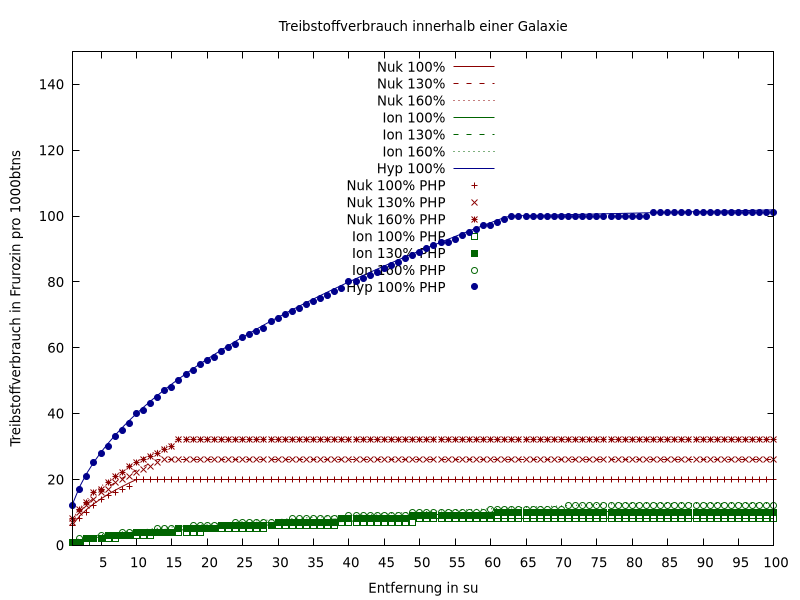 Treibstoffverbrauch innerhalb einer Galaxie
Treibstoffverbrauch in Frurozin pro 1000btns
140
120
100
80
60
40
20
0
Nuk 100%
Nuk 130%
Nuk 160%
Ion 100%
Ion 130%
Ion 160%
Hyp 100%
Nuk 100% PHP
Nuk 130% PHP
Nuk 160% PHP
Ion 100% PHP
Ion 130% PHP
Ion 160% PHP
Hyp 100% PHP
5 10 15 20 25 30 35 40 45 50 55 60 65 70 75 80 85 90 95 100
Entfernung in su